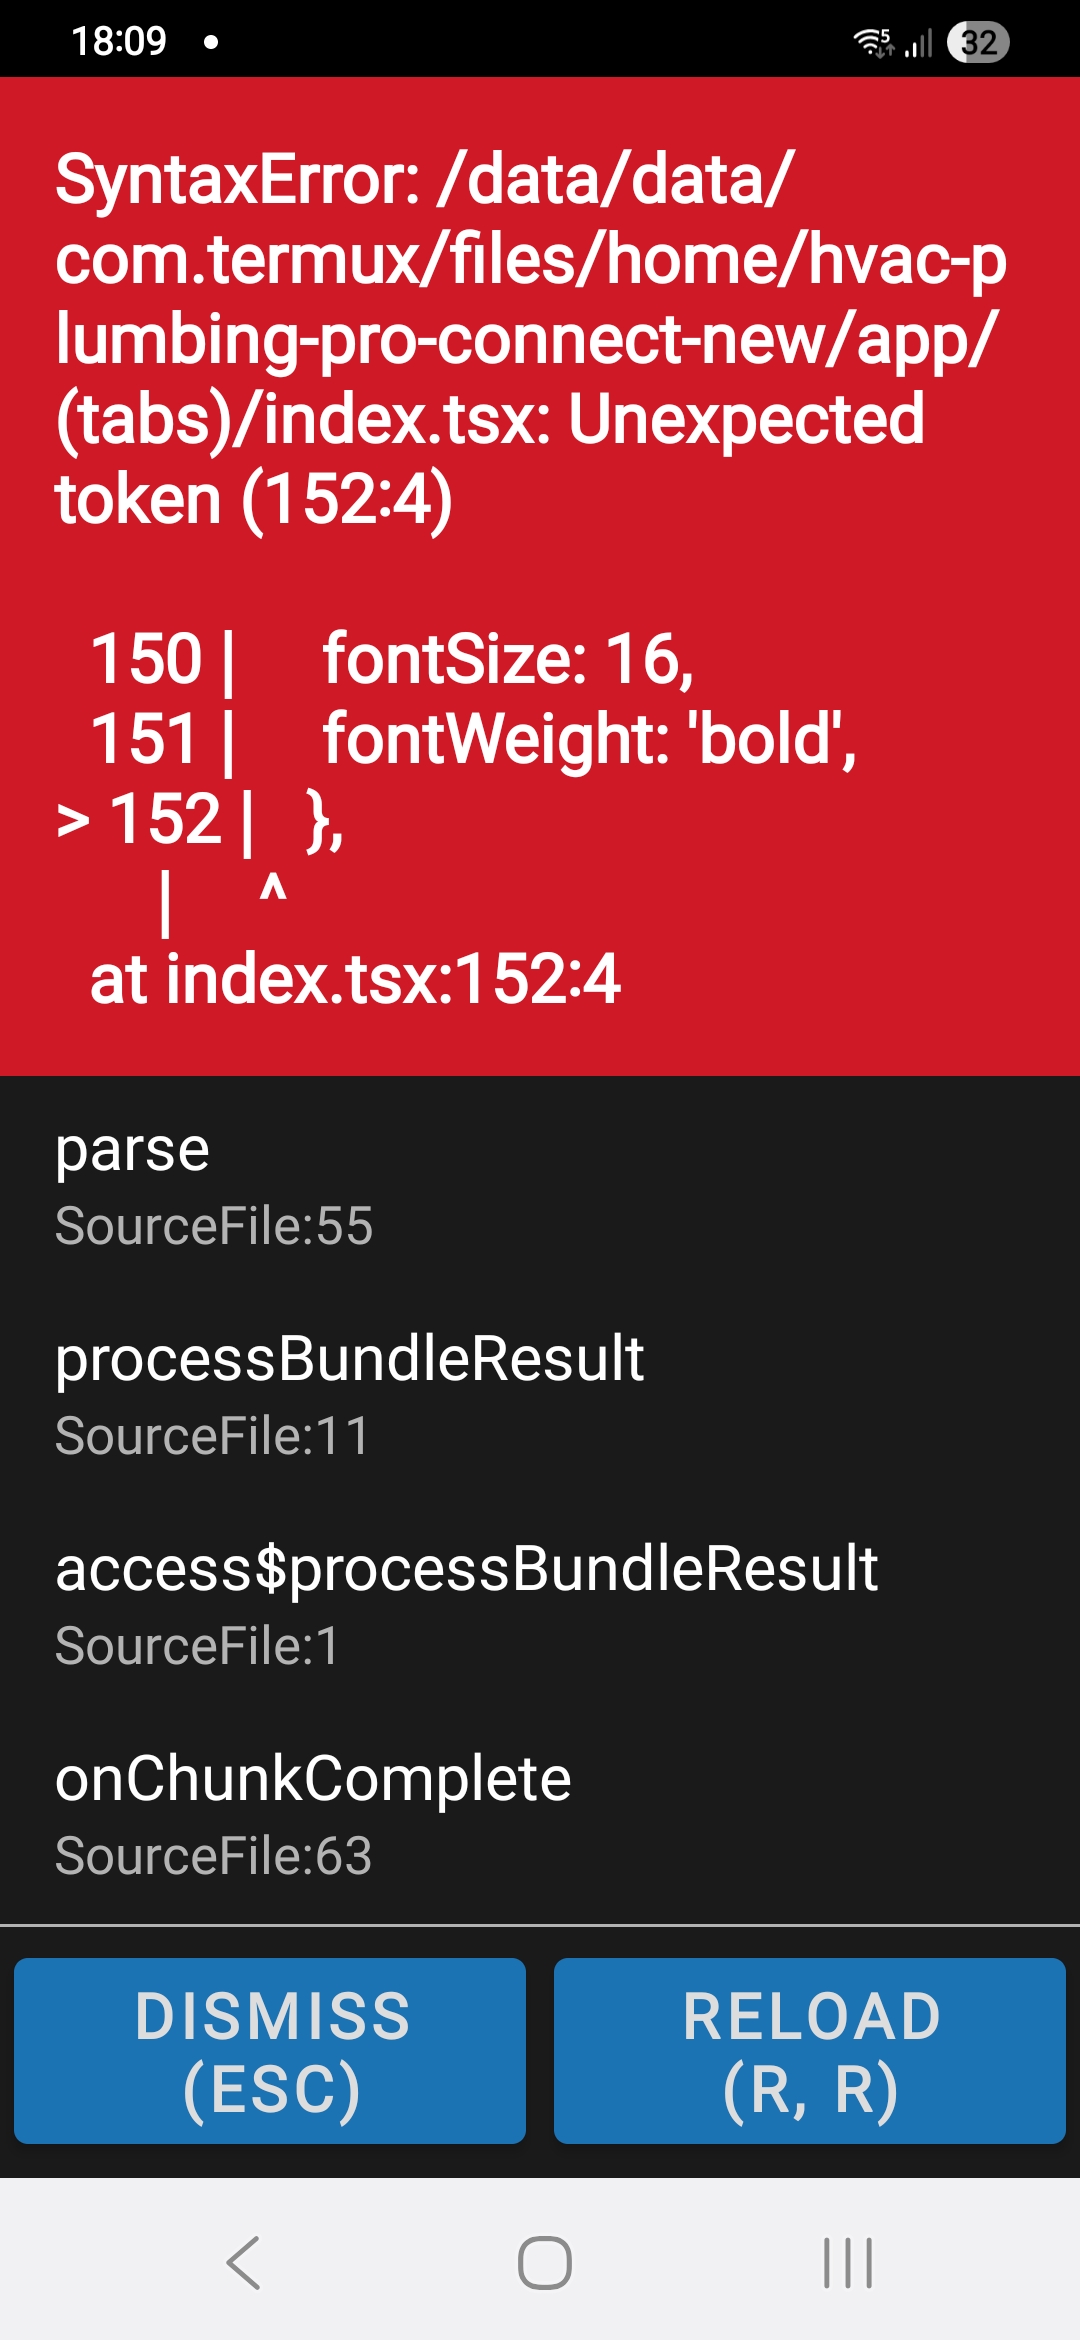 18:09
5
32
SyntaxError: /data/data/
com.termux/files/home/hvac-p
lumbing-pro-connect-new/app/
(tabs)/index.tsx: Unexpected
token (152:4)
150 |     fontSize: 16,
151 |     fontWeight: 'bold',
> 152 |   },
|     ^
at index.tsx:152:4
parse
SourceFile:55
processBundleResult
SourceFile:11
access$processBundleResult
SourceFile:1
onChunkComplete
SourceFile:63
DISMISS
(ESC)
RELOAD
(R, R)